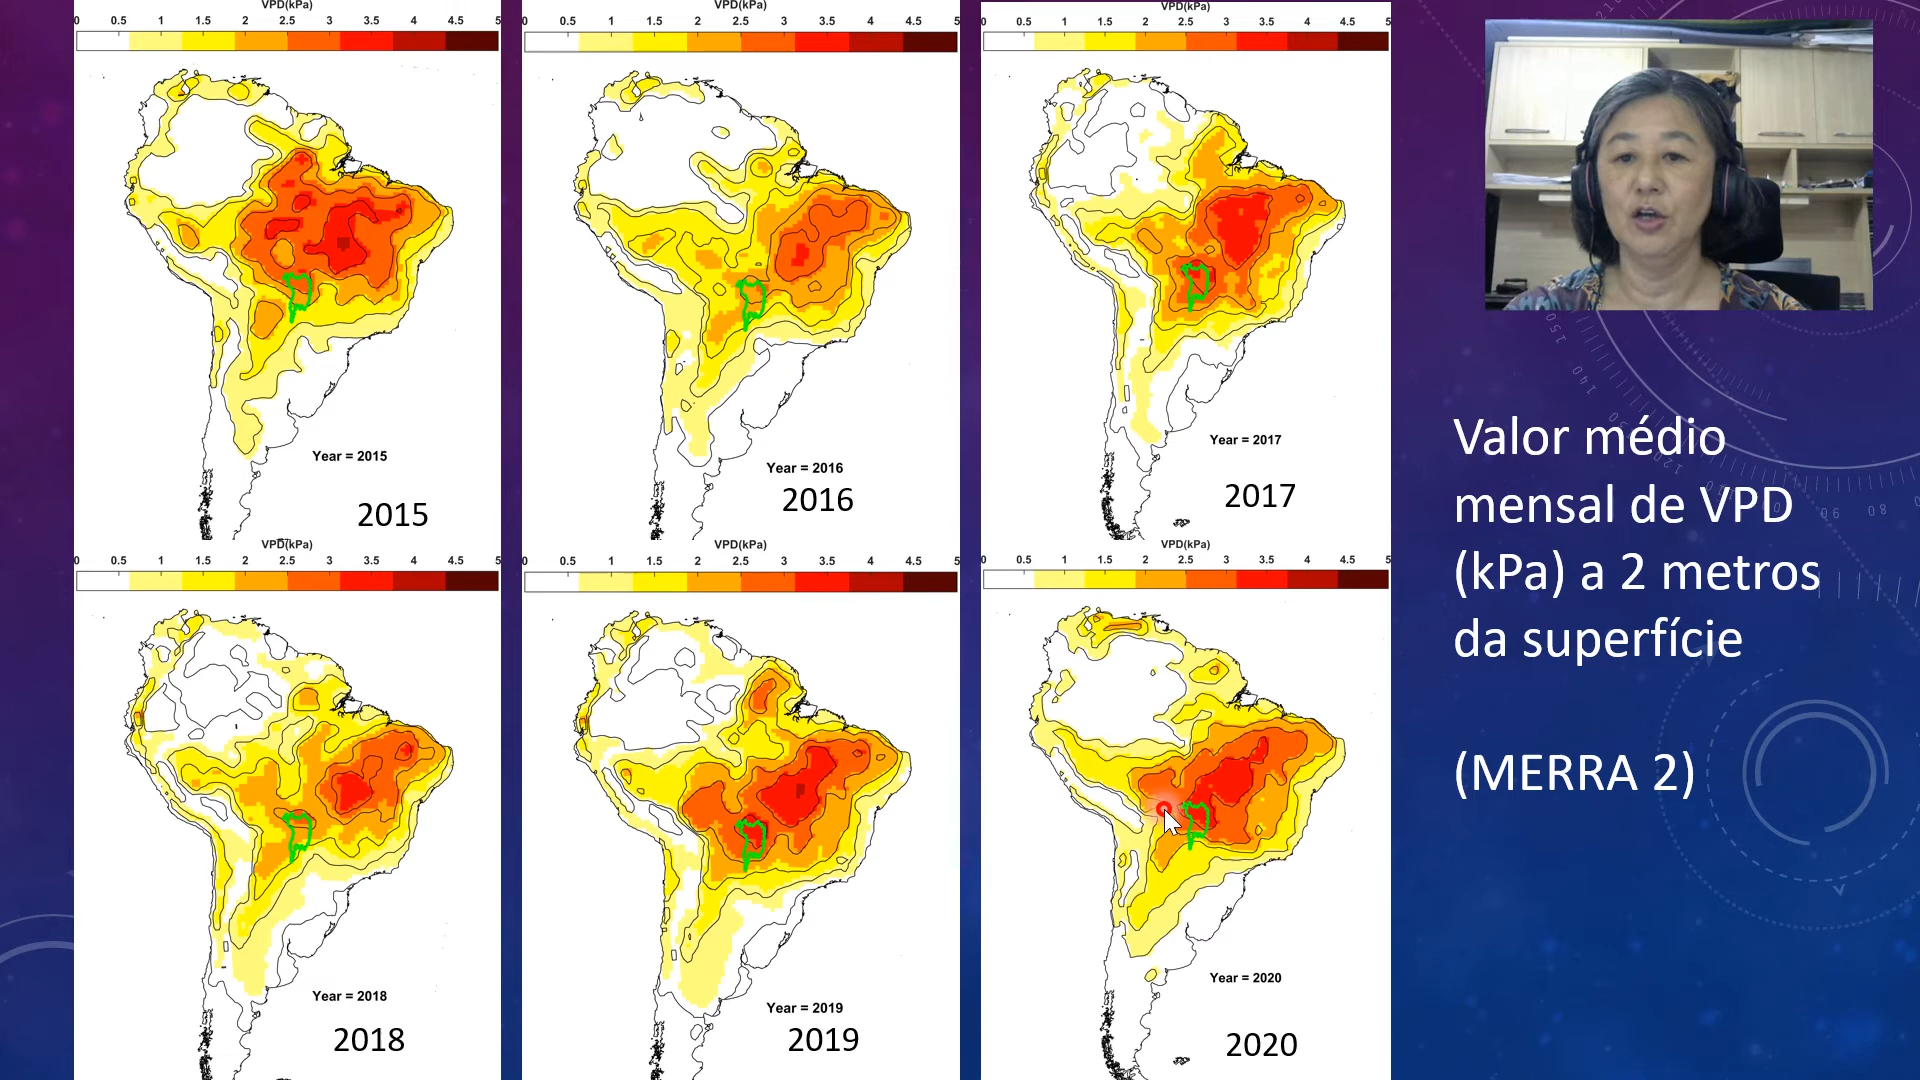 VPD(kPa)
0 0.5 1 1.5 2 2.5 3 3.5 4 4.5 5
Year = 2015
2015
VPD(kPa)
0 0.5 1 1.5 2 2.5 3 3.5 4 4.5 5
Year = 2016
2016
VPD(kPa)
0 0.5 1 1.5 2 2.5 3 3.5 4 4.5 5
Year = 2017
2017
Valor médio
mensal de VPD
(kPa) a 2 metros
da superfície
(MERRA 2)
VPD(kPa)
0 0.5 1 1.5 2 2.5 3 3.5 4 4.5 5
Year = 2018
2018
VPD(kPa)
0 0.5 1 1.5 2 2.5 3 3.5 4 4.5 5
Year = 2019
2019
VPD(kPa)
0 0.5 1 1.5 2 2.5 3 3.5 4 4.5 5
Year = 2020
2020